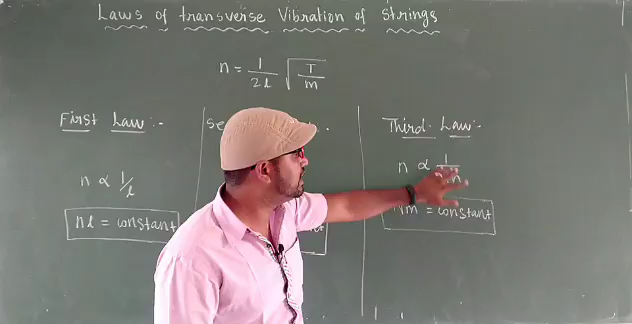 Laws of transverse Vibration of strings
n = 1/2l √T/m
First Law :-
n ∝ 1/l
nl = constant
Third Law :-
n ∝ 1/
= constant